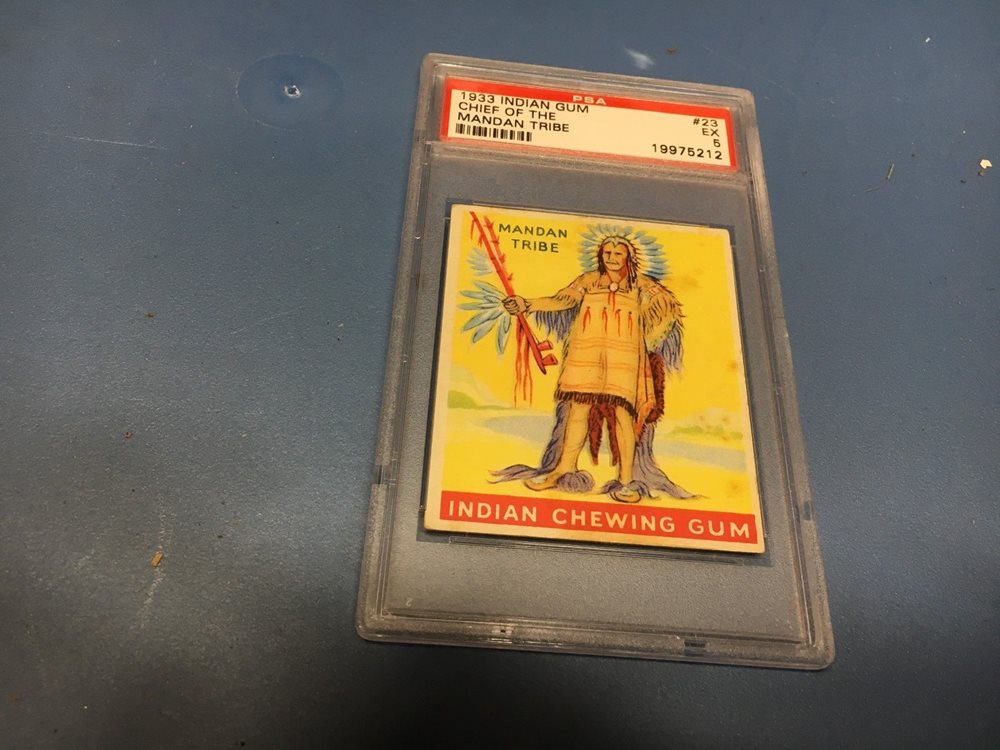 PSA
1933 INDIAN GUM #23
CHIEF OF THE EX
MANDAN TRIBE 5
19975212
MANDAN
TRIBE
INDIAN CHEWING GUM